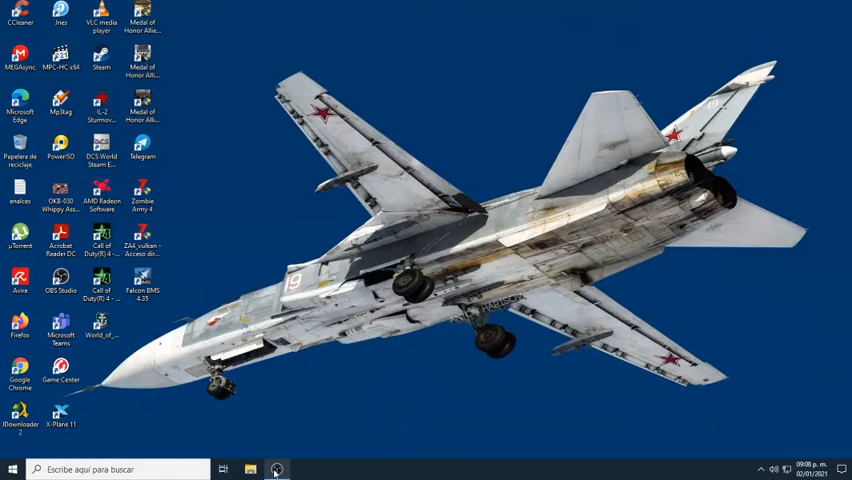 CCleaner
Jnes
VLC media
player
Medal of
Honor Allie...
MEGAsync
MPC-HC x64
Steam
Medal of
Honor Alli...
Microsoft
Edge
Mp3tag
IL-2
Sturmov...
Medal of
Honor Alli...
Papelera de
reciclaje
PowerISO
DCS World
Steam E...
Telegram
enalces
OKB-030
Whippy Ass...
AMD Radeon
Software
Zombie
Army 4
µTorrent
Acrobat
Reader DC
Call of
Duty(R) 4 - ...
ZA4_vulkan -
Acceso dir...
Avira
OBS Studio
Call of
Duty(R) 4 - ...
Falcon BMS
4.35
Firefox
Microsoft
Teams
World_of_...
Google
Chrome
Game Center
JDownloader
2
X-Plane 11
19
19
Escribe aquí para buscar
09:08 p. m.
02/01/2021